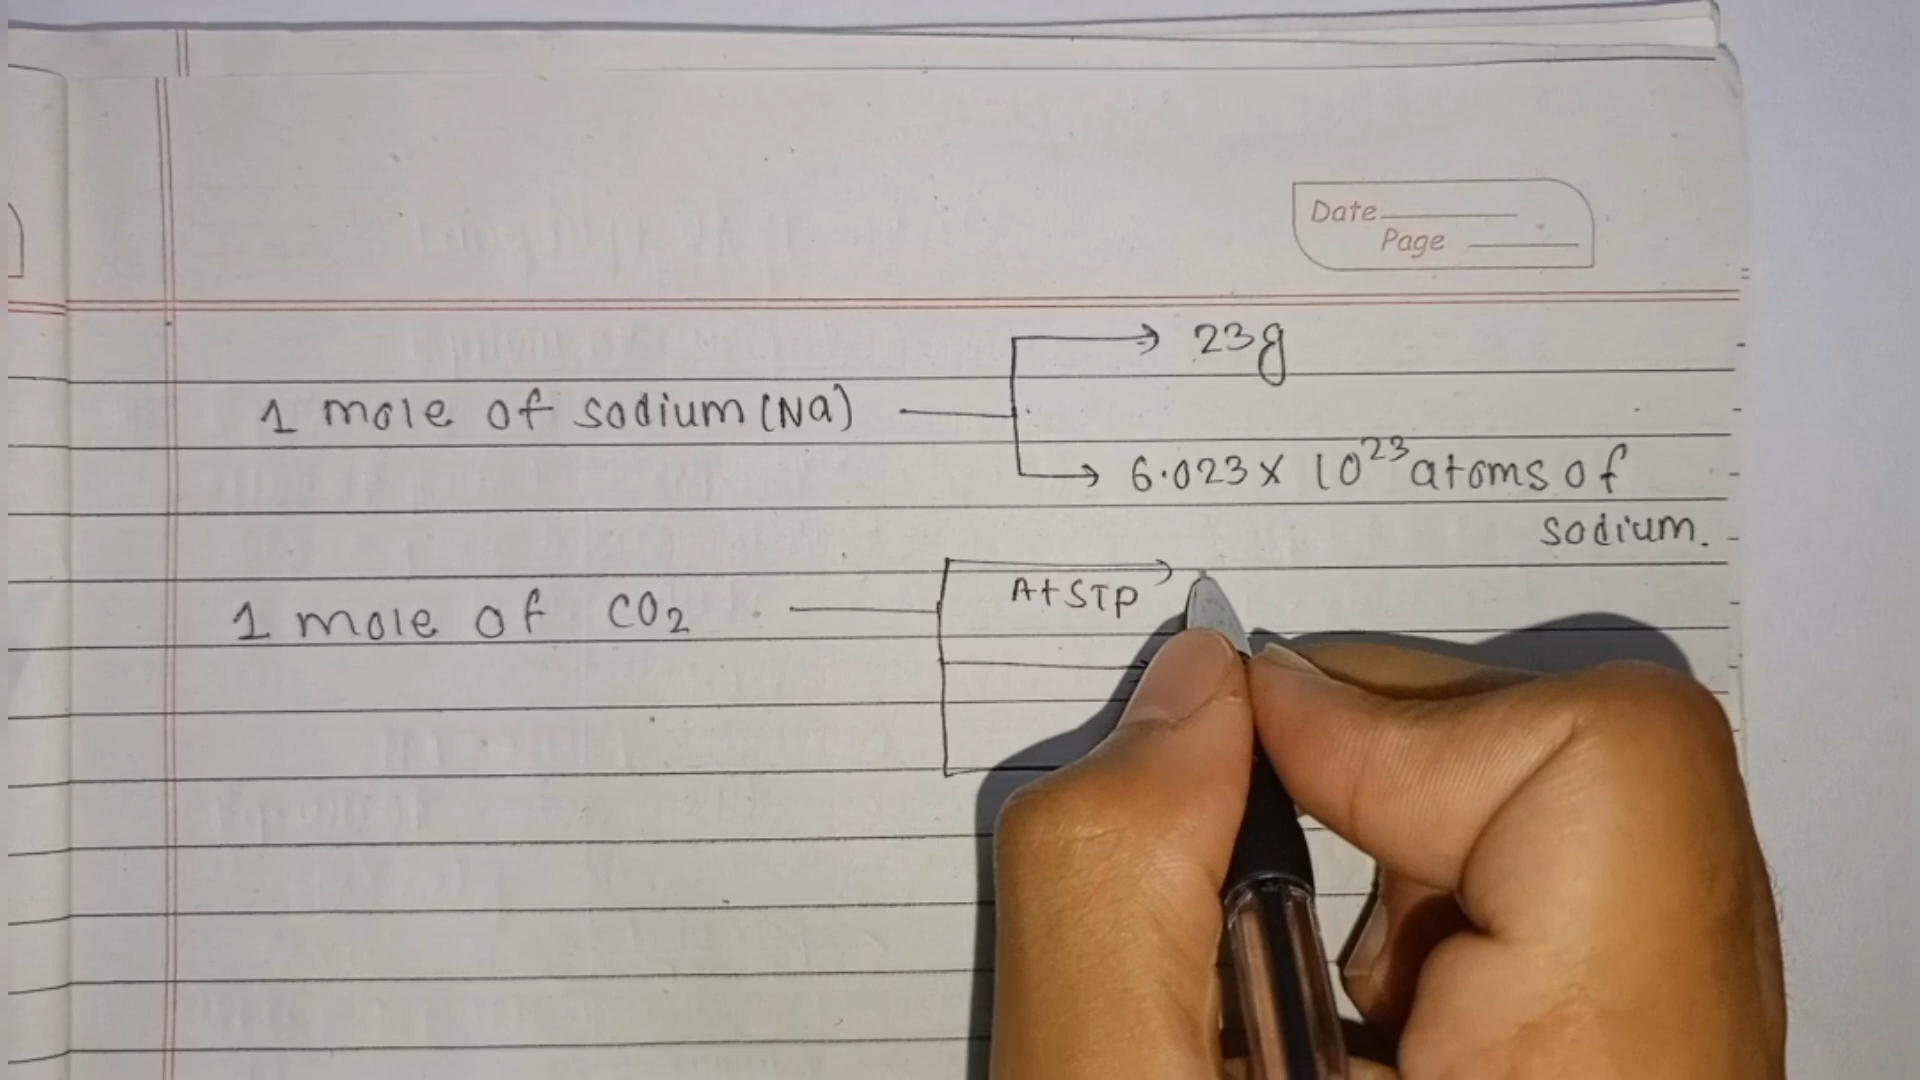 Date
Page
23g
1 mole of sodium (Na)
6.023 x 10²³ atoms of
sodium.
At STP
1 mole of CO₂